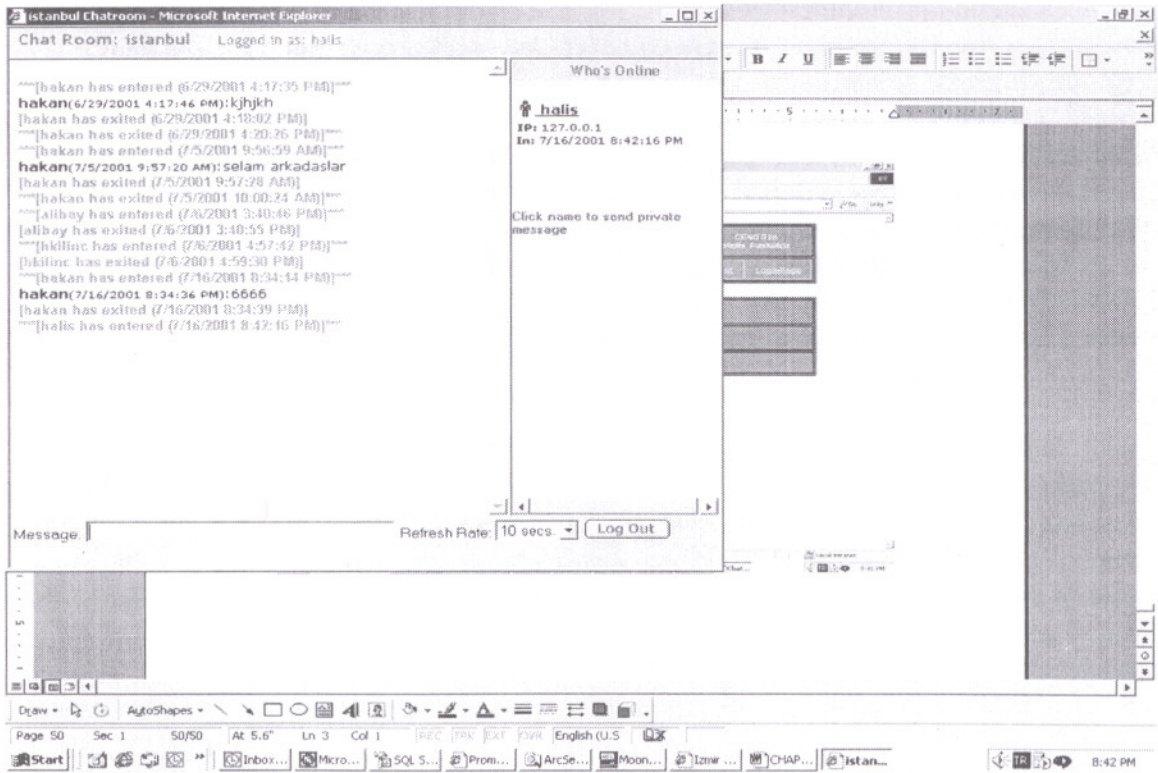 istanbul Chatroom - Microsoft Internet Explorer
Chat Room: istanbul Logged in as: halis
***[hakan has entered (6/29/2001 4:17:35 PM)]***
hakan(6/29/2001 4:17:46 PM):kjhjkh
[hakan has exited (6/29/2001 4:18:02 PM)]
***[hakan has exited (6/29/2001 4:20:26 PM)]***
***[hakan has entered (7/5/2001 9:56:59 AM)]***
hakan(7/5/2001 9:57:20 AM):selam arkadaslar
[hakan has exited (7/5/2001 9:57:28 AM)]
***[hakan has exited (7/5/2001 10:00:24 AM)]***
***[alibay has entered (7/6/2001 3:40:46 PM)]***
[alibay has exited (7/6/2001 3:40:55 PM)]
***[hkilinc has entered (7/6/2001 4:57:42 PM)]***
[hkilinc has exited (7/6/2001 4:59:30 PM)]
***[hakan has entered (7/16/2001 8:34:14 PM)]***
hakan(7/16/2001 8:34:36 PM):6666
[hakan has exited (7/16/2001 8:34:39 PM)]
***[halis has entered (7/16/2001 8:42:16 PM)]***
Who's Online
halis
IP: 127.0.0.1
In: 7/16/2001 8:42:16 PM
Click name to send private
message
Message:
Refresh Rate: 10 secs. Log Out
B I U
5 7
5
Draw AutoShapes
Page 50 Sec 1 50/50 At 5.6" Ln 3 Col 1 REC TRK EXT OVR English (U.S
Start Inbox... Micro... SQL S... Prom... ArcSe... Moon... Izmir ... CHAP... istan... TR 8:42 PM